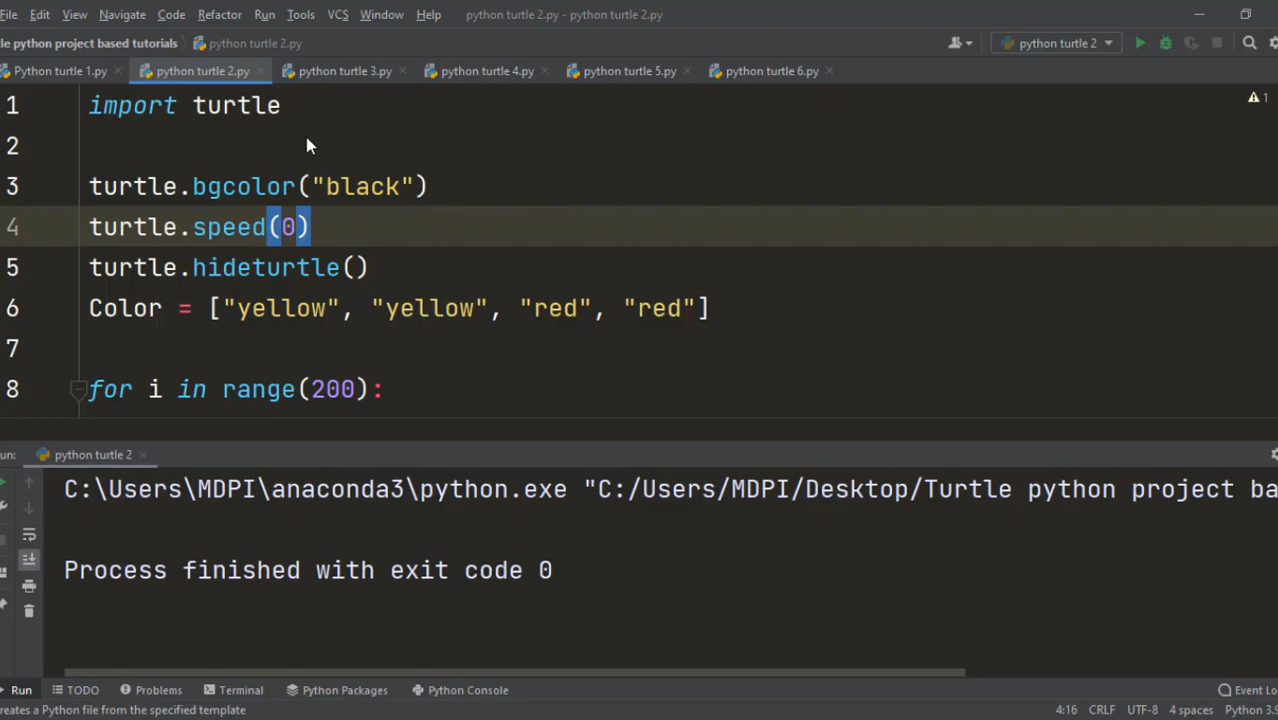 File Edit View Navigate Code Refactor Run Tools VCS Window Help python turtle 2.py - python turtle 2.py
le python project based tutorials python turtle 2.py python turtle 2
Python turtle 1.py python turtle 2.py python turtle 3.py python turtle 4.py python turtle 5.py python turtle 6.py
1 import turtle 1
2
3 turtle.bgcolor("black")
4 turtle.speed(0)
5 turtle.hideturtle()
6 Color = ["yellow", "yellow", "red", "red"]
7
8 for i in range(200):
un: python turtle 2
C:\Users\MDPI\anaconda3\python.exe "C:/Users/MDPI/Desktop/Turtle python project ba
Process finished with exit code 0
Run TODO Problems Terminal Python Packages Python Console Event Lo
reates a Python file from the specified template 4:16 CRLF UTF-8 4 spaces Python 3.9